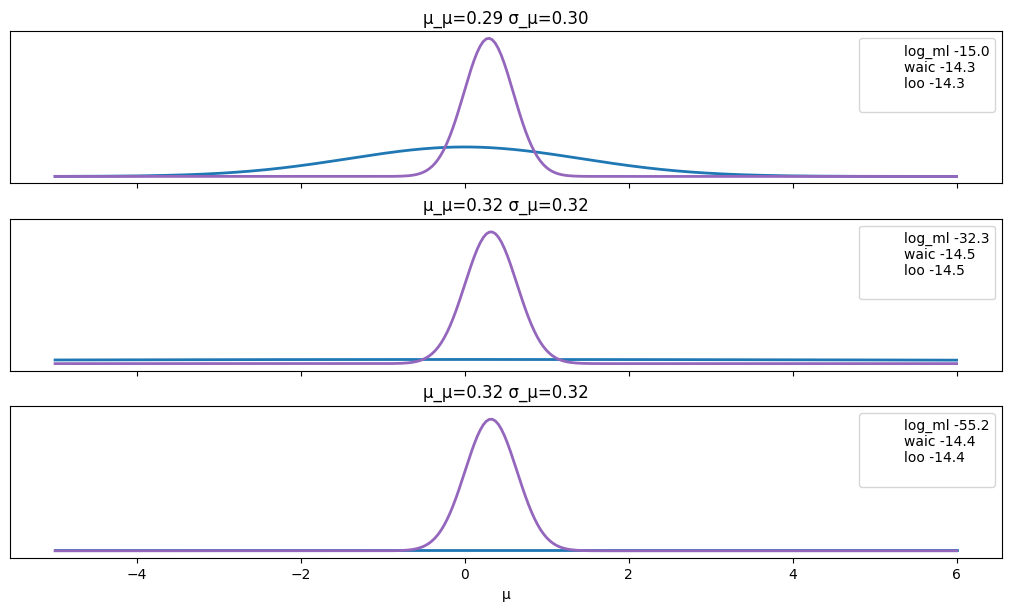 μ_μ=0.29 σ_μ=0.30
log_ml -15.0
waic -14.3
loo -14.3
μ_μ=0.32 σ_μ=0.32
log_ml -32.3
waic -14.5
loo -14.5
μ_μ=0.32 σ_μ=0.32
log_ml -55.2
waic -14.4
loo -14.4
−4 −2 0 2 4 6
μ